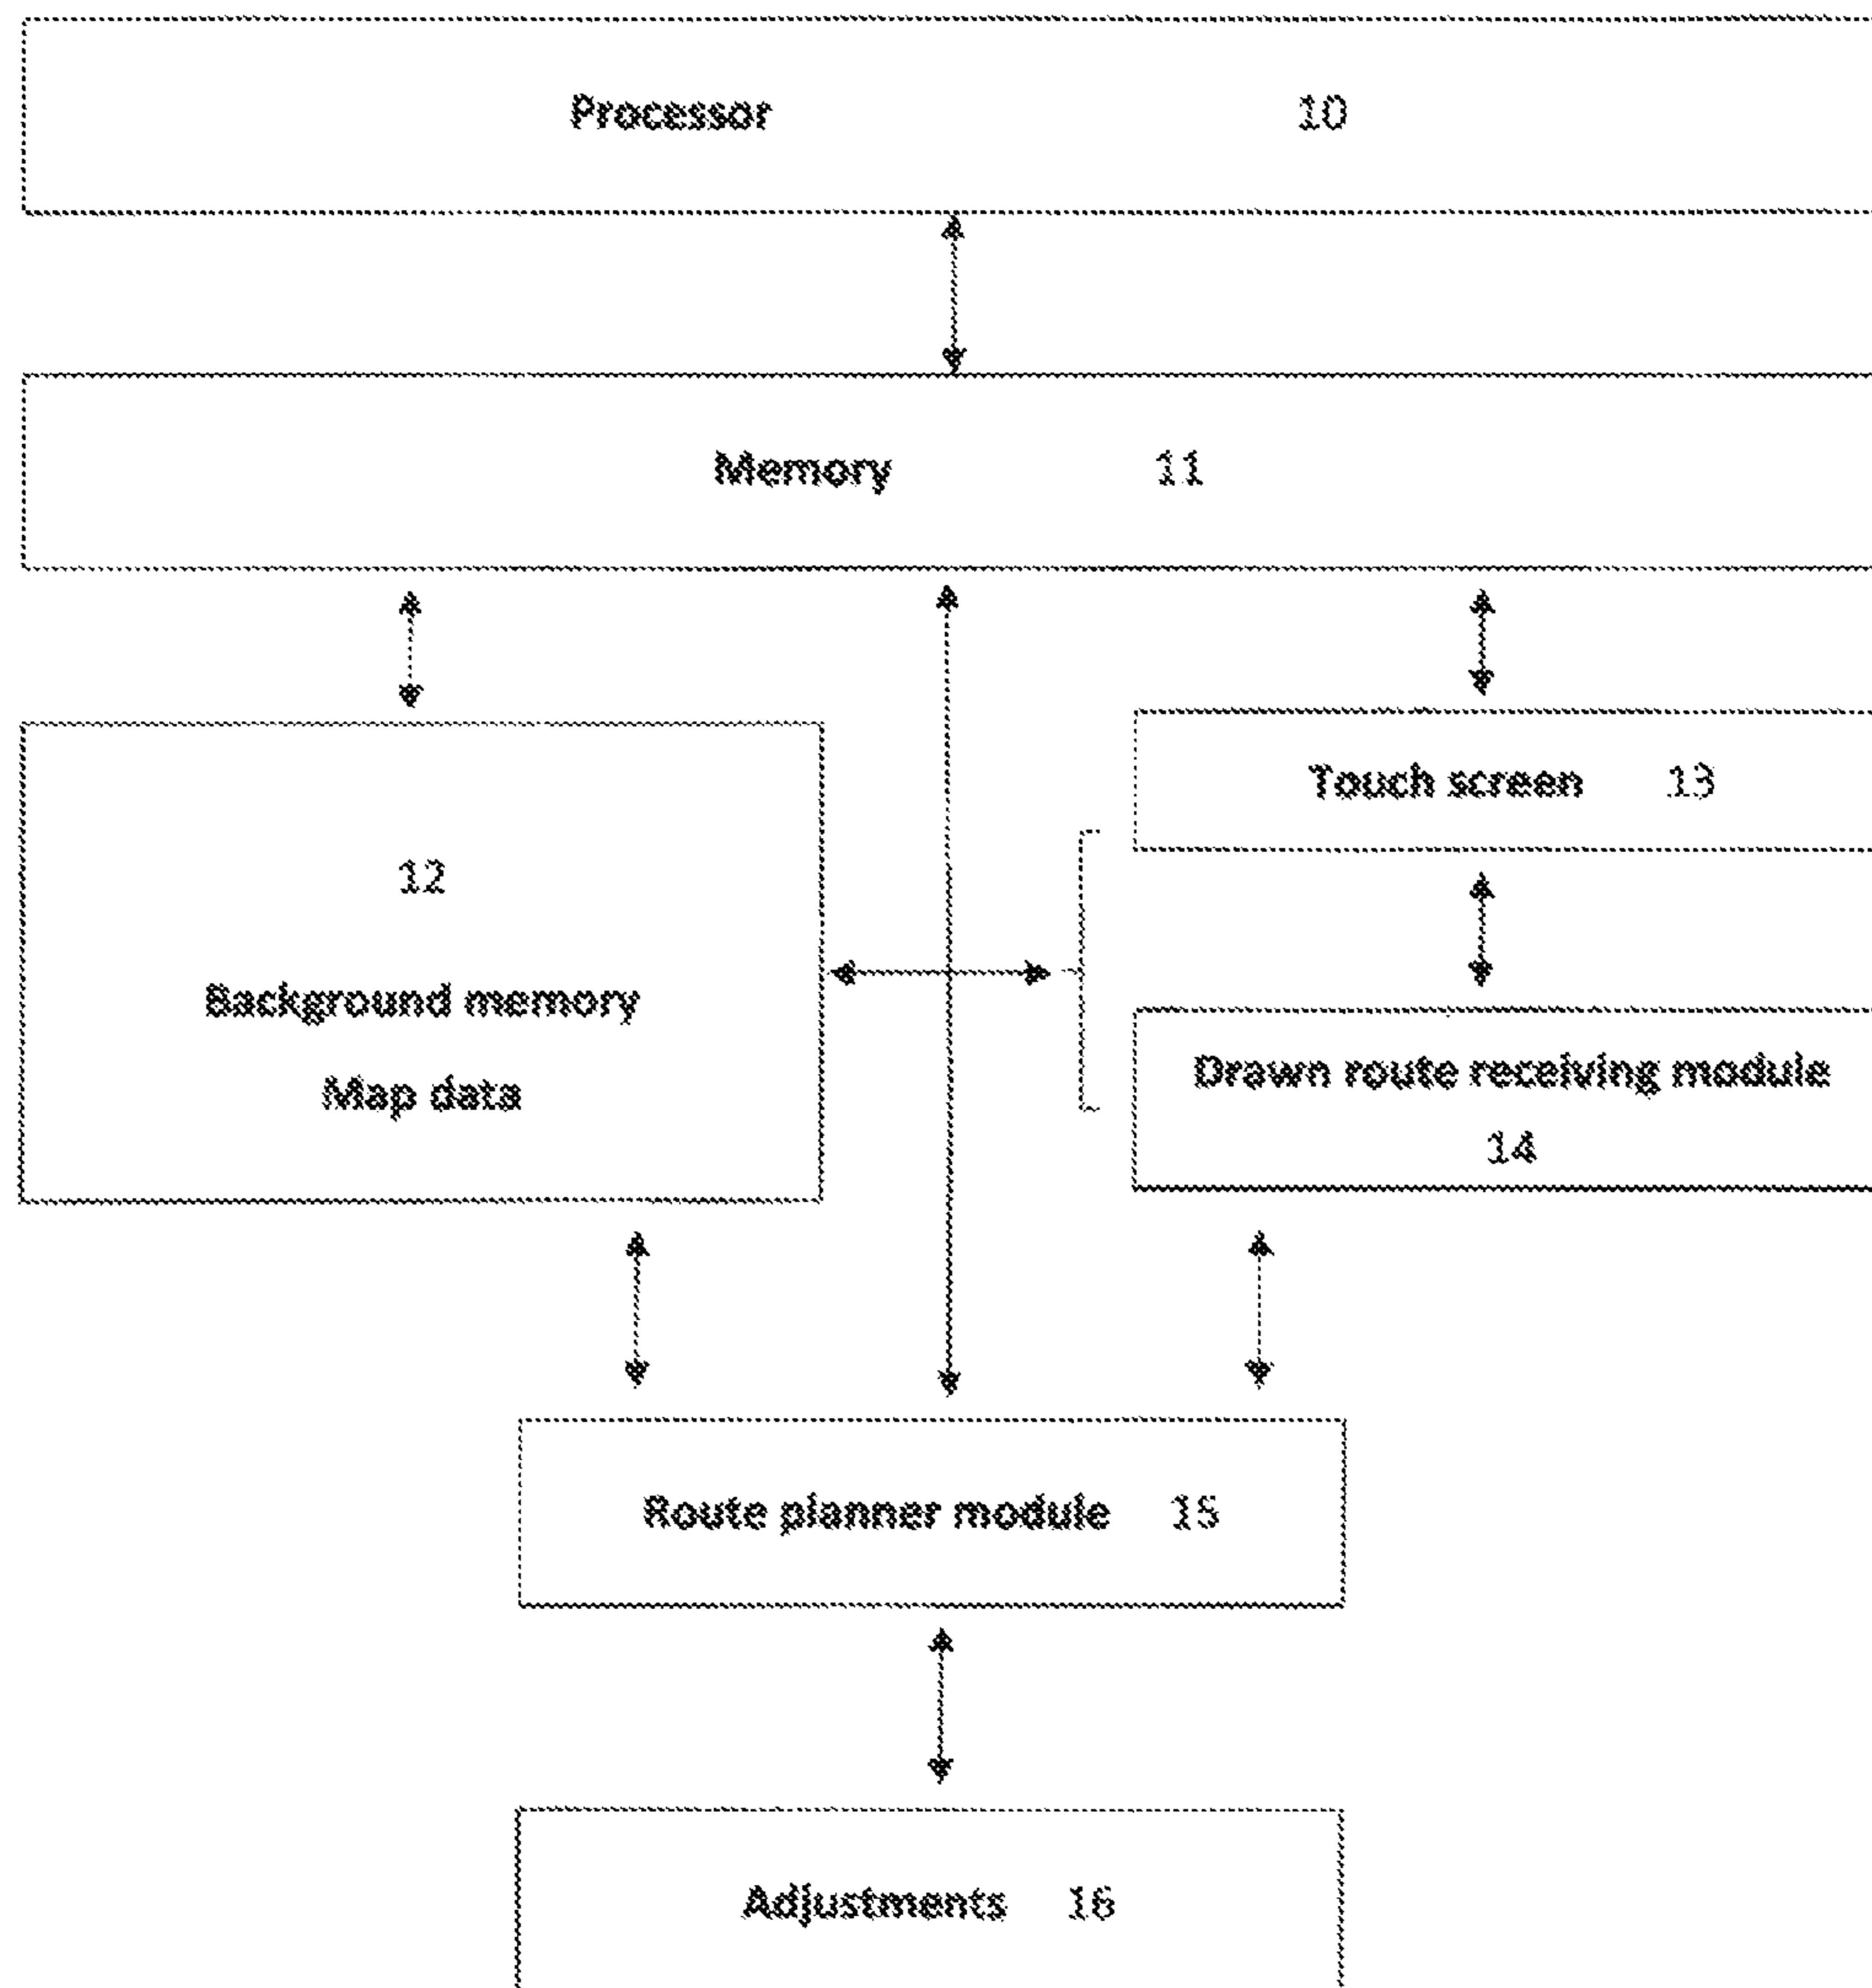 Processor 10
Memory 11
12
Background memory
Map data
Touch screen 13
Drawn route receiving module
14
Route planner module 15
Adjustments 16